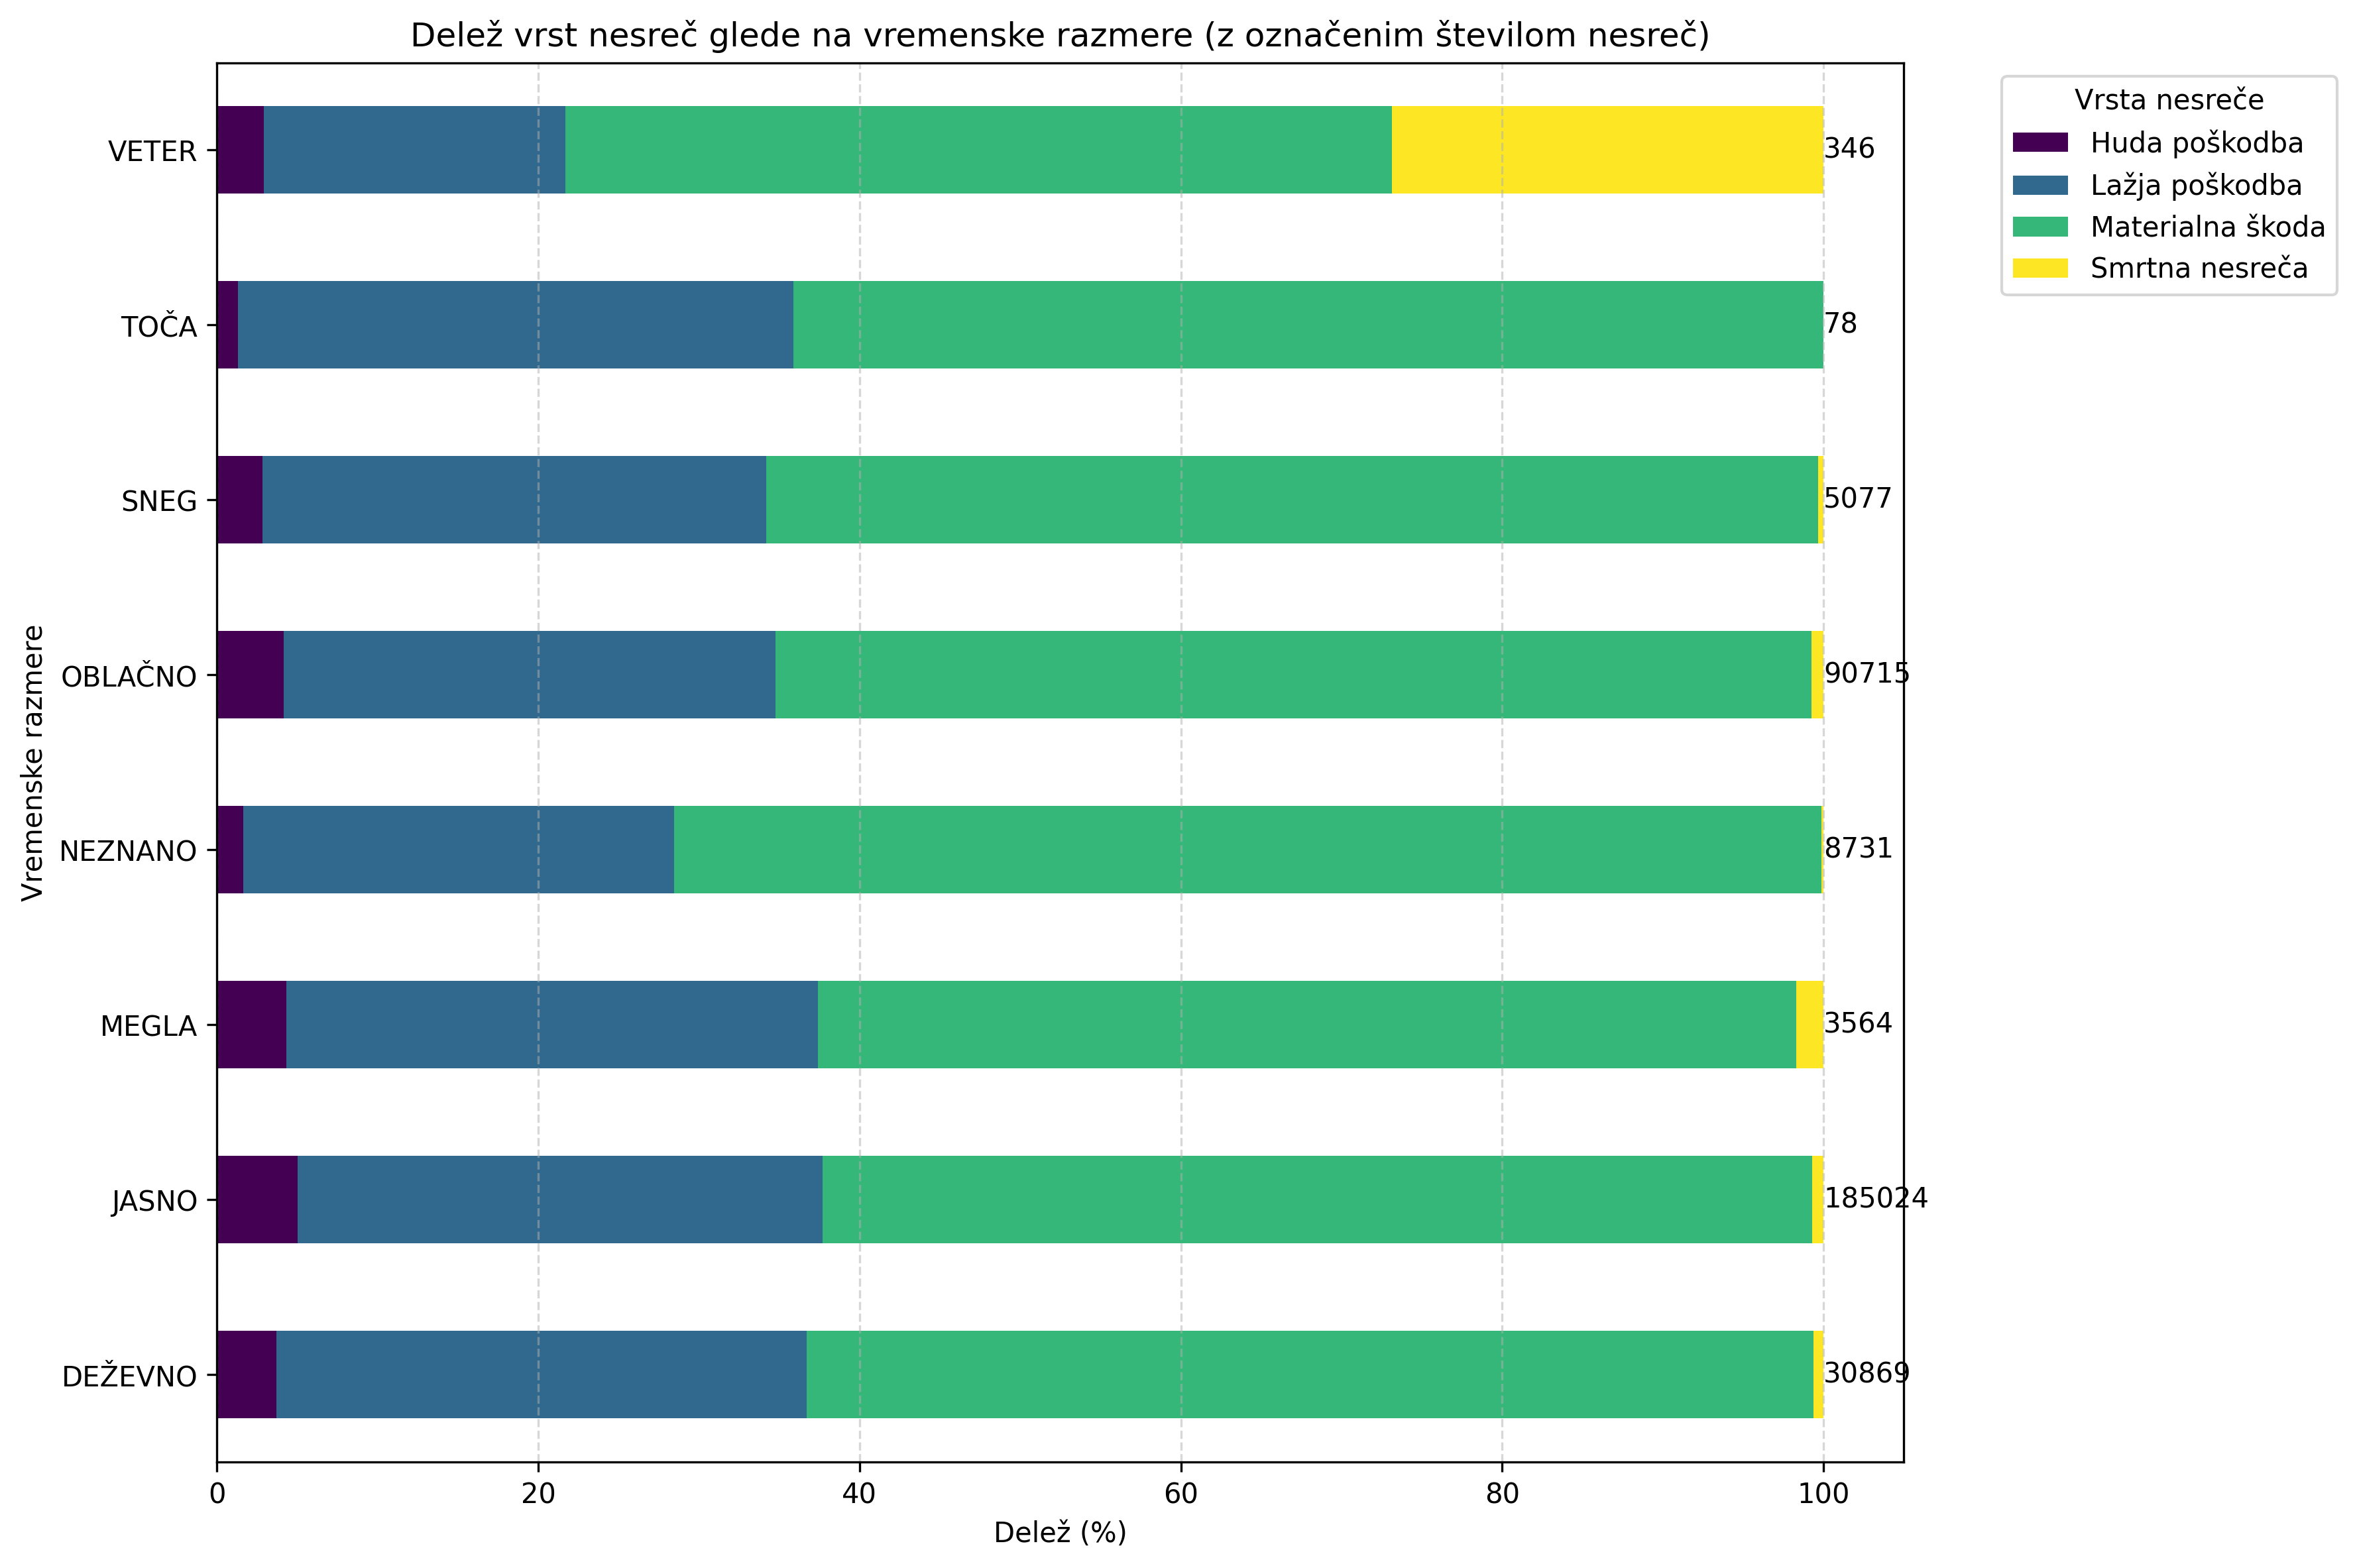 Delež vrst nesreč glede na vremenske razmere (z označenim številom nesreč)
Vrsta nesreče
Huda poškodba
Lažja poškodba
Materialna škoda
Smrtna nesreča
Vremenske razmere
VETER
346
TOČA
78
SNEG
5077
OBLAČNO
90715
NEZNANO
8731
MEGLA
3564
JASNO
185024
DEŽEVNO
30869
0 20 40 60 80 100
Delež (%)